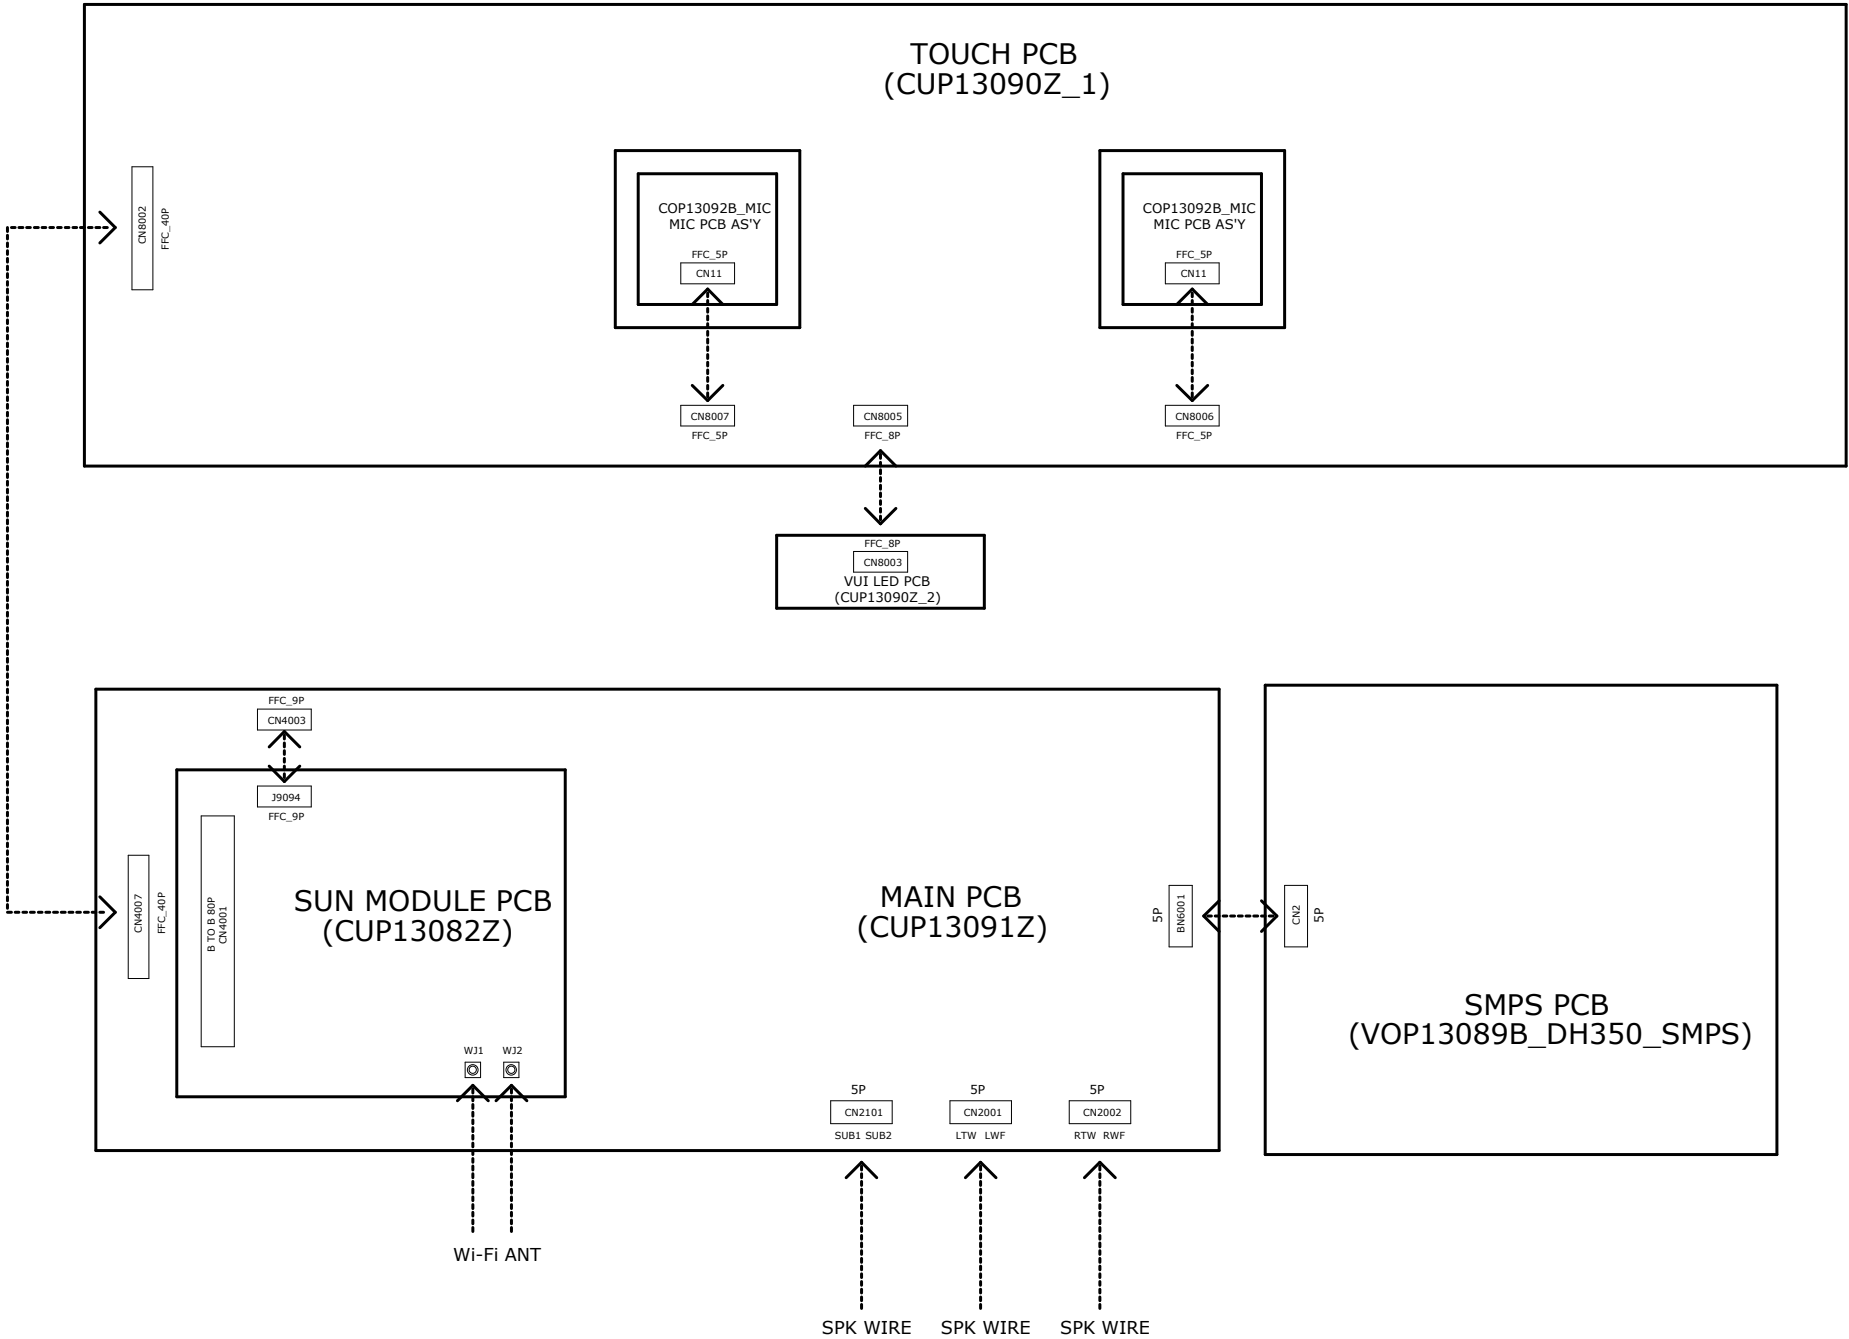 TOUCH PCB
(CUP13090Z_1)
CN8002
FFC_40P
COP13092B_MIC
MIC PCB AS'Y
FFC_5P
CN11
COP13092B_MIC
MIC PCB AS'Y
FFC_5P
CN11
CN8007
FFC_5P
CN8005
FFC_8P
CN8006
FFC_5P
FFC_8P
CN8003
VUI LED PCB
(CUP13090Z_2)
FFC_9P
CN4003
J9094
FFC_9P
CN4007
FFC_40P
B TO B 80P
CN4001
SUN MODULE PCB
(CUP13082Z)
MAIN PCB
(CUP13091Z)
5P
BN6001
CN2
5P
SMPS PCB
(VOP13089B_DH350_SMPS)
WJ1
WJ2
5P
CN2101
SUB1 SUB2
5P
CN2001
LTW LWF
5P
CN2002
RTW RWF
Wi-Fi ANT
SPK WIRE
SPK WIRE
SPK WIRE